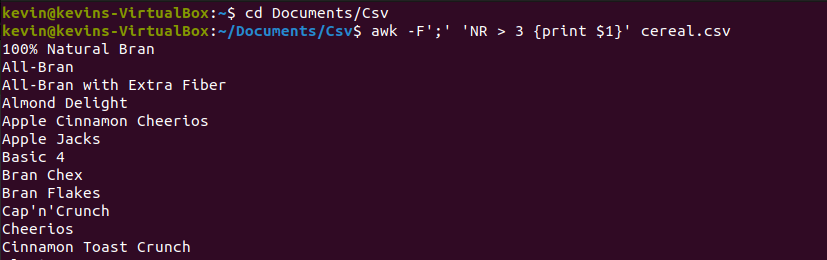 kevin@kevins-VirtualBox:~$ cd Documents/Csv
kevin@kevins-VirtualBox:~/Documents/Csv$ awk -F';' 'NR > 3 {print $1}' cereal.csv
100% Natural Bran
All-Bran
All-Bran with Extra Fiber
Almond Delight
Apple Cinnamon Cheerios
Apple Jacks
Basic 4
Bran Chex
Bran Flakes
Cap'n'Crunch
Cheerios
Cinnamon Toast Crunch